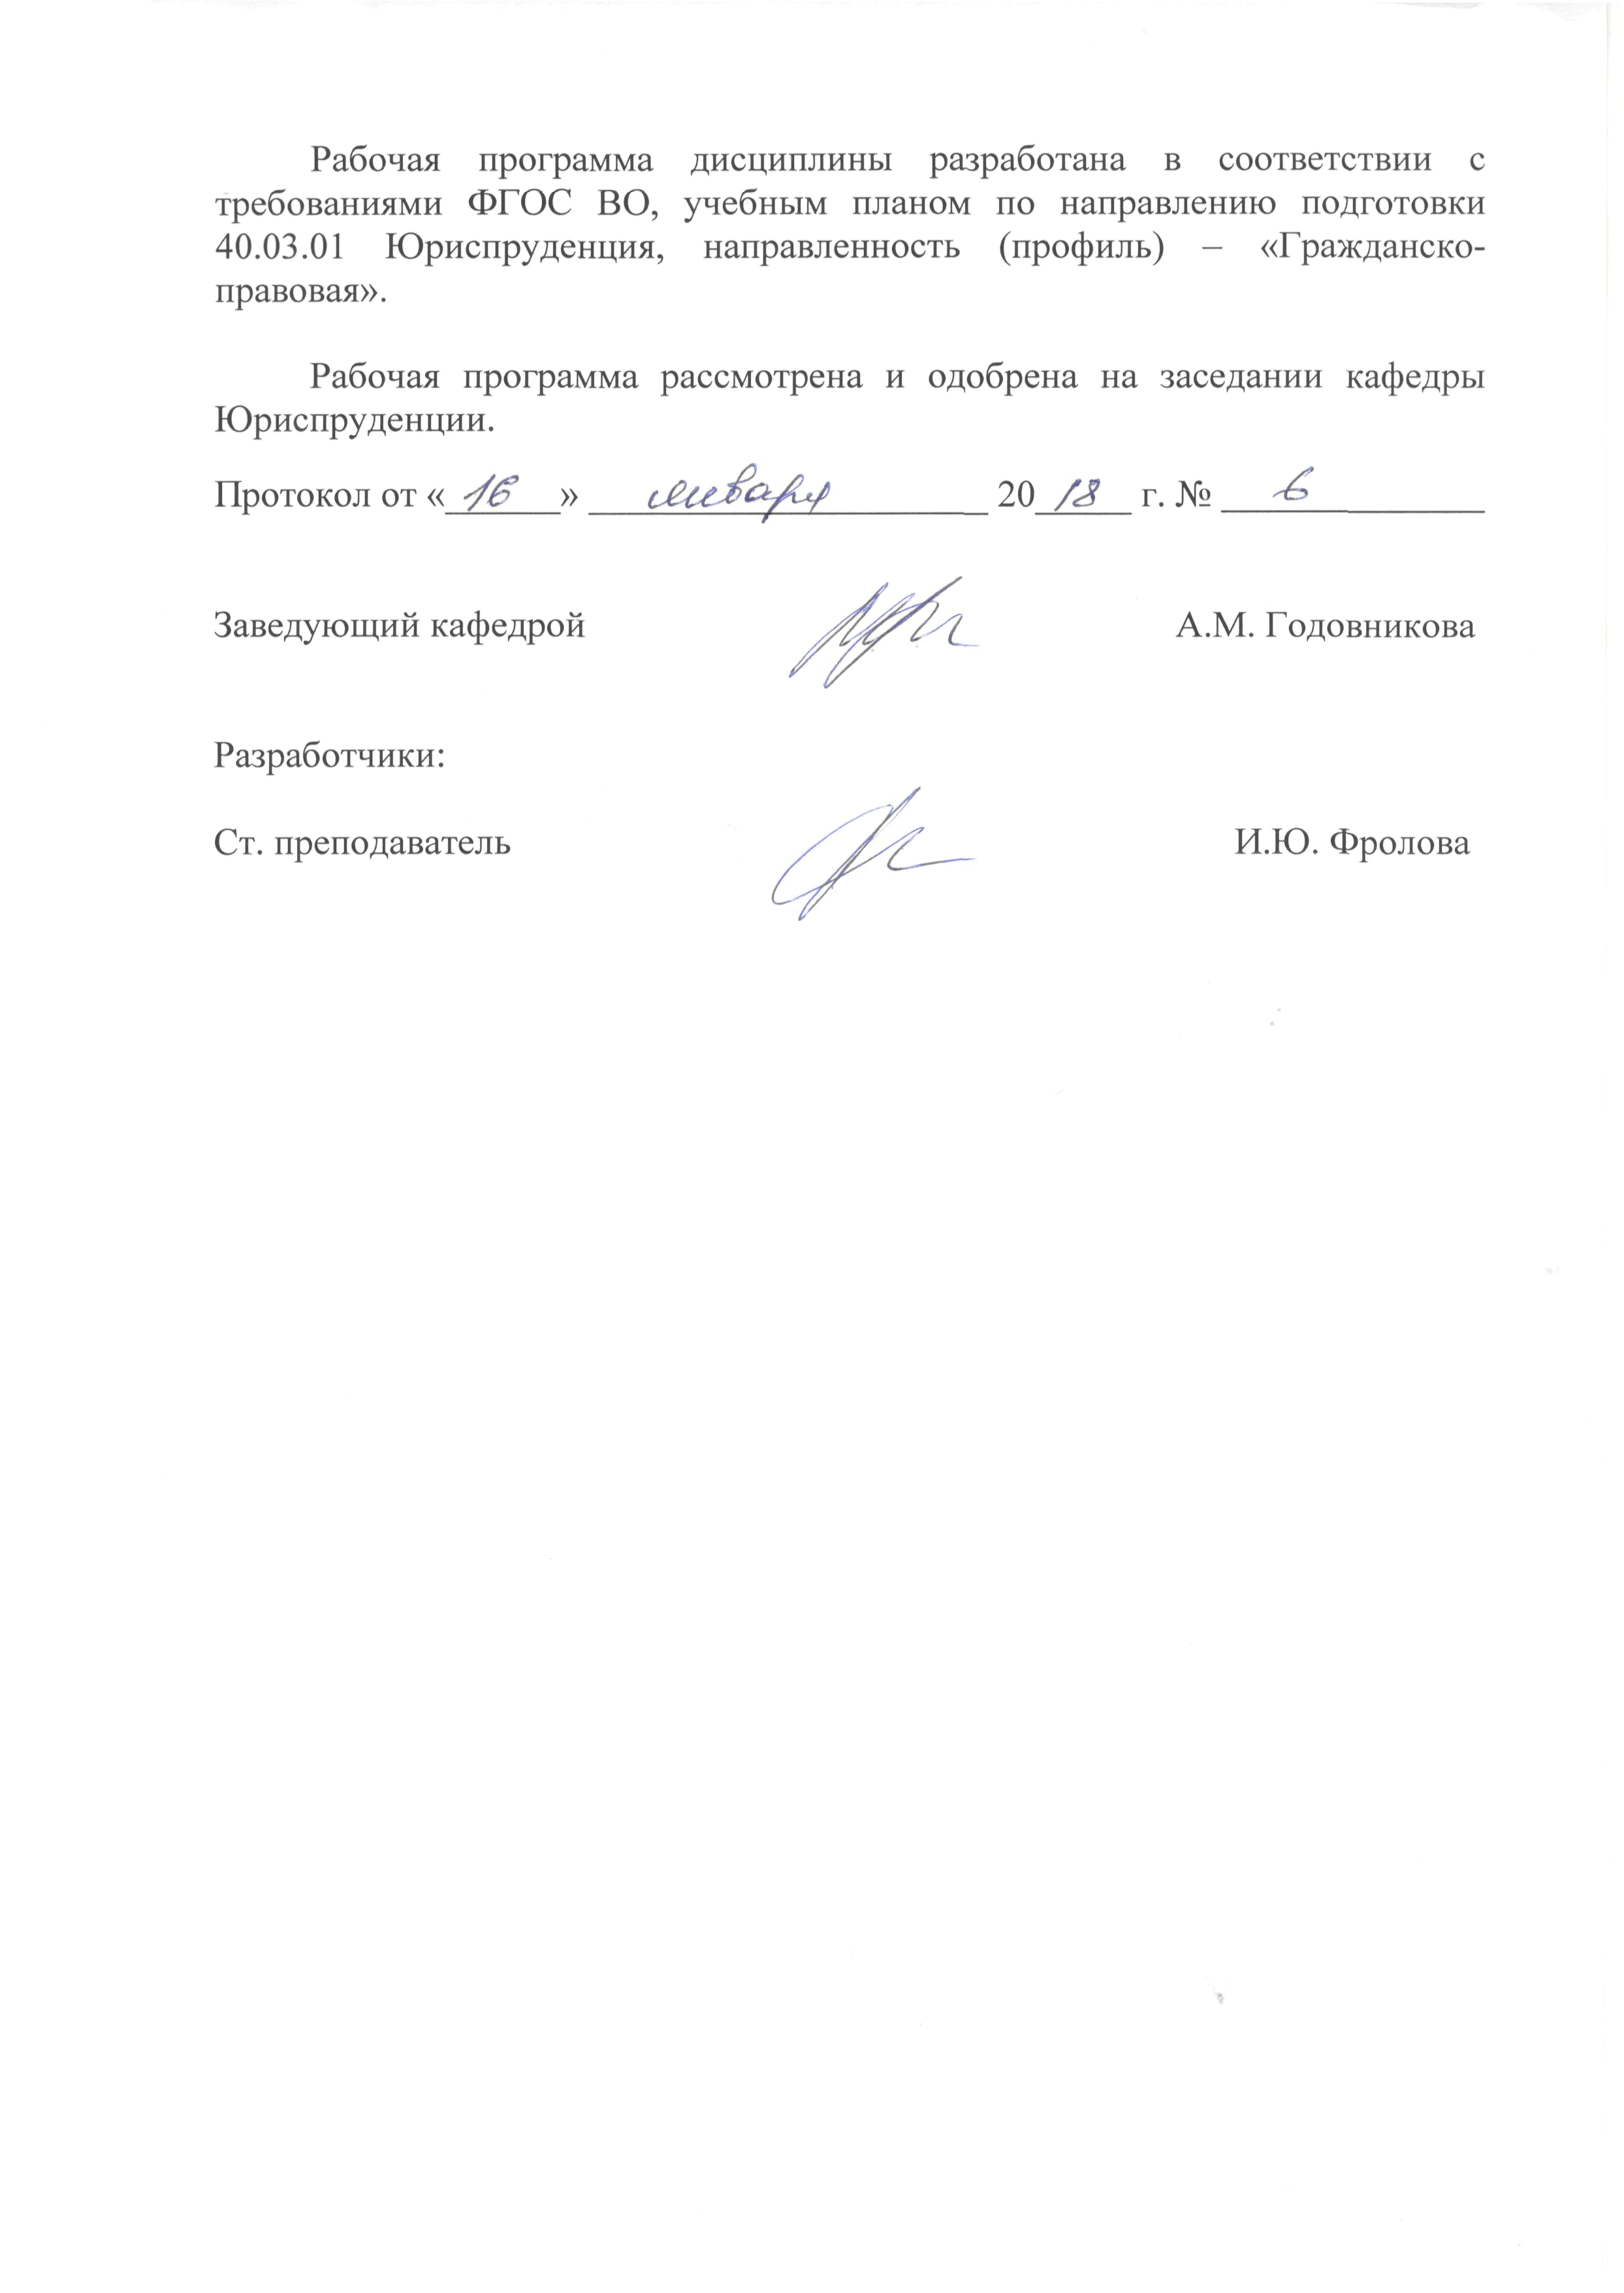 Рабочая программа дисциплины разработана в соответствии с
требованиями ФГОС ВО, учебным планом по направлению подготовки
40.03.01 Юриспруденция, направленность (профиль) – «Гражданско-
правовая».
Рабочая программа рассмотрена и одобрена на заседании кафедры
Юриспруденции.
Протокол от «16» января 2018 г. № 6
Заведующий кафедрой А.М. Годовникова
Разработчики:
Ст. преподаватель И.Ю. Фролова